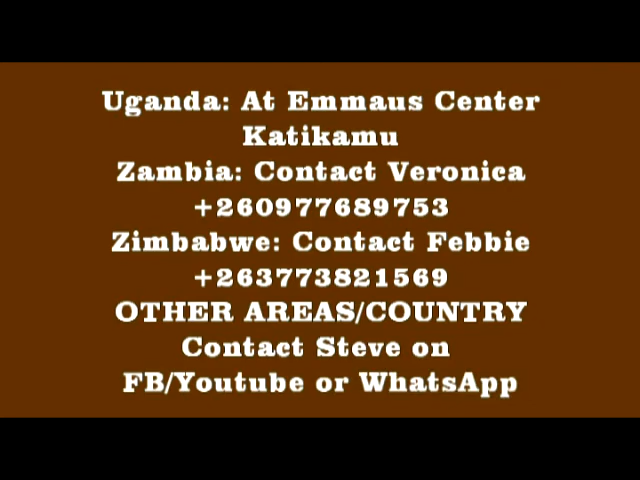 Uganda: At Emmaus Center
Katikamu
Zambia: Contact Veronica
+260977689753
Zimbabwe: Contact Febbie
+263773821569
OTHER AREAS/COUNTRY
Contact Steve on
FB/Youtube or WhatsApp